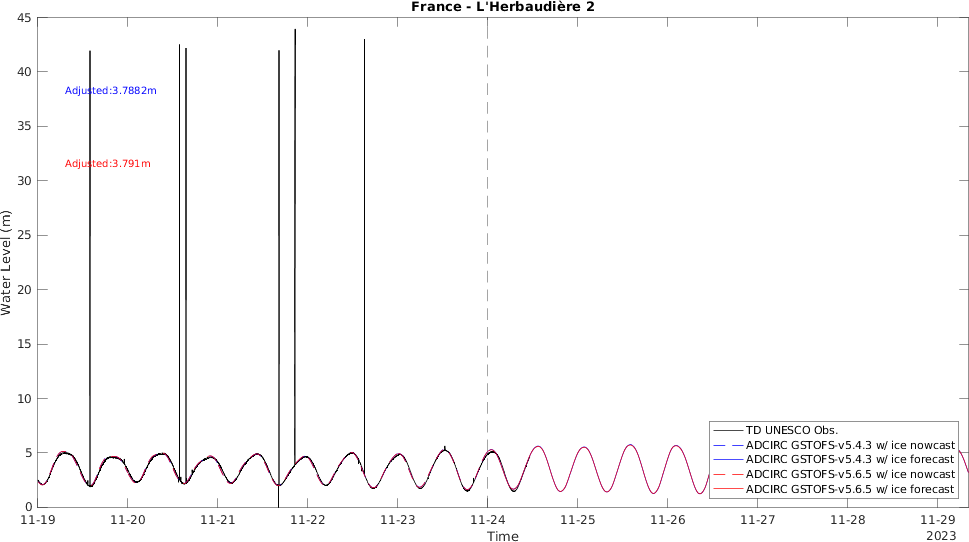 France - L'Herbaudière 2
45
40
35
30
25
20
15
10
5
0
Water Level (m)
Adjusted:3.7882m
Adjusted:3.791m
TD UNESCO Obs.
ADCIRC GSTOFS-v5.4.3 w/ ice nowcast
ADCIRC GSTOFS-v5.4.3 w/ ice forecast
ADCIRC GSTOFS-v5.6.5 w/ ice nowcast
ADCIRC GSTOFS-v5.6.5 w/ ice forecast
11-19 11-20 11-21 11-22 11-23 11-24 11-25 11-26 11-27 11-28 11-29
2023
Time